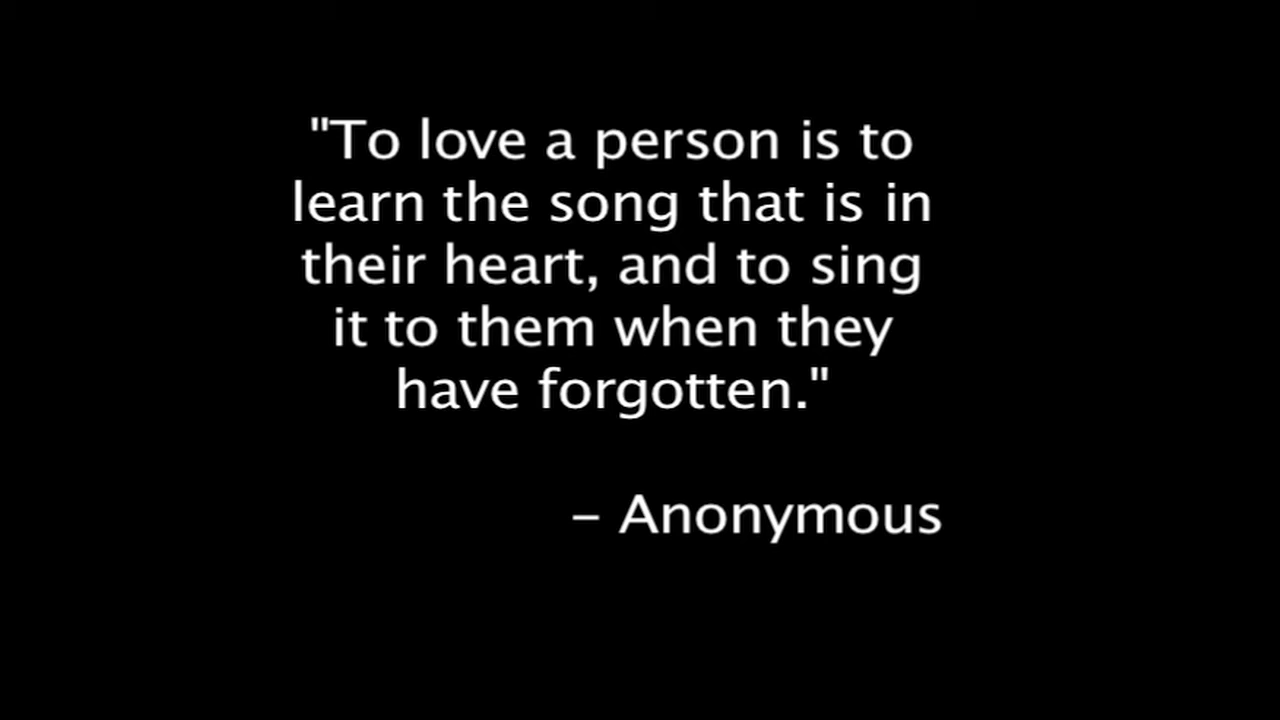 "To love a person is to
learn the song that is in
their heart, and to sing
it to them when they
have forgotten."
– Anonymous